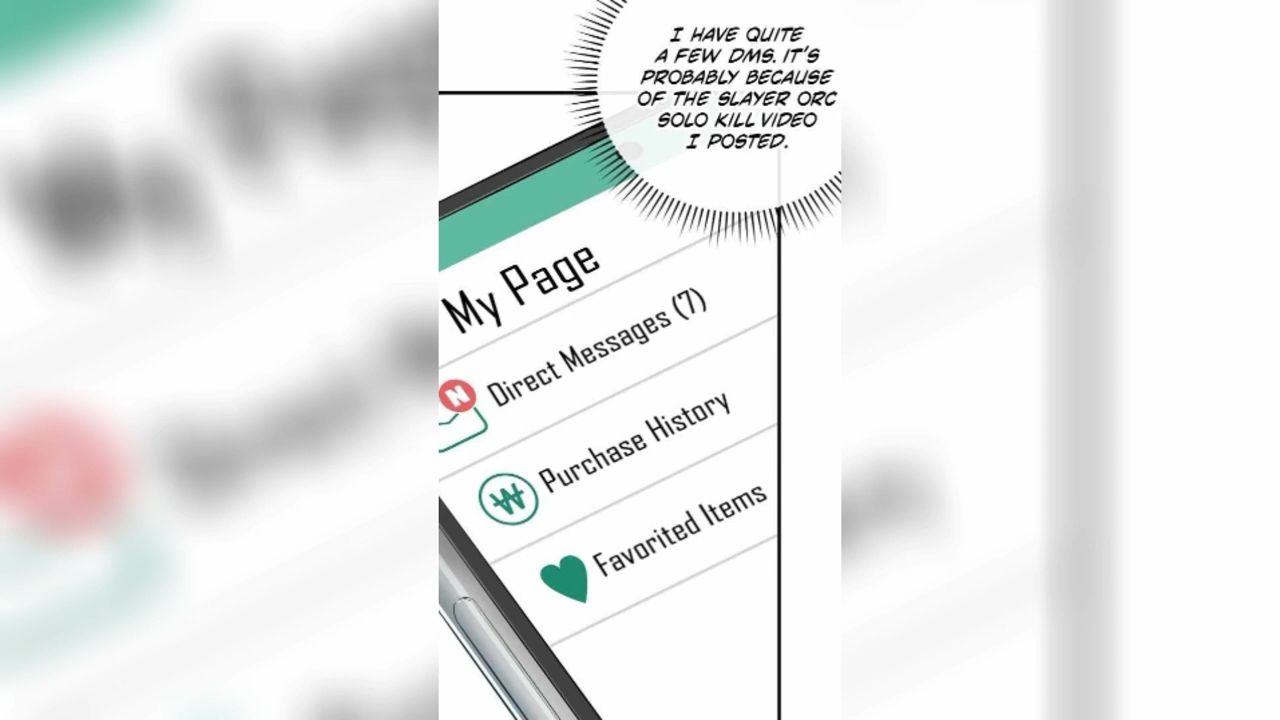 I HAVE QUITE
A FEW DMS. IT'S
PROBABLY BECAUSE
OF THE SLAYER ORC
SOLO KILL VIDEO
I POSTED.
My Page
N
Direct Messages (7)
₩
Purchase History
Favorited Items